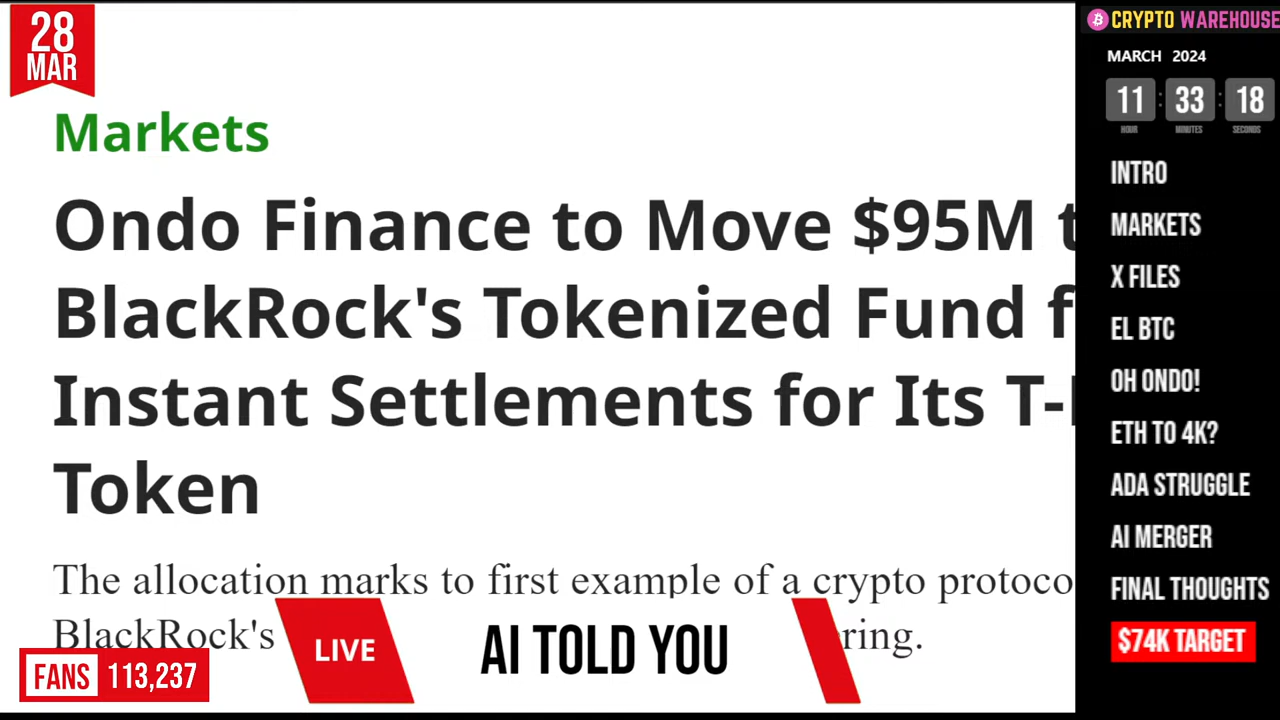 28
MAR
Markets
Ondo Finance to Move $95M
BlackRock's Tokenized Fund
Instant Settlements for Its T-
Token
The allocation marks to first example of a crypto
BlackRock's
LIVE
AI TOLD YOU
FANS 113,237
CRYPTO WAREHOUSE
MARCH 2024
11 : 33 : 18
HOUR MINUTES SECONDS
INTRO
MARKETS
X FILES
EL BTC
OH ONDO!
ETH TO 4K?
ADA STRUGGLE
AI MERGER
FINAL THOUGHTS
$74K TARGET